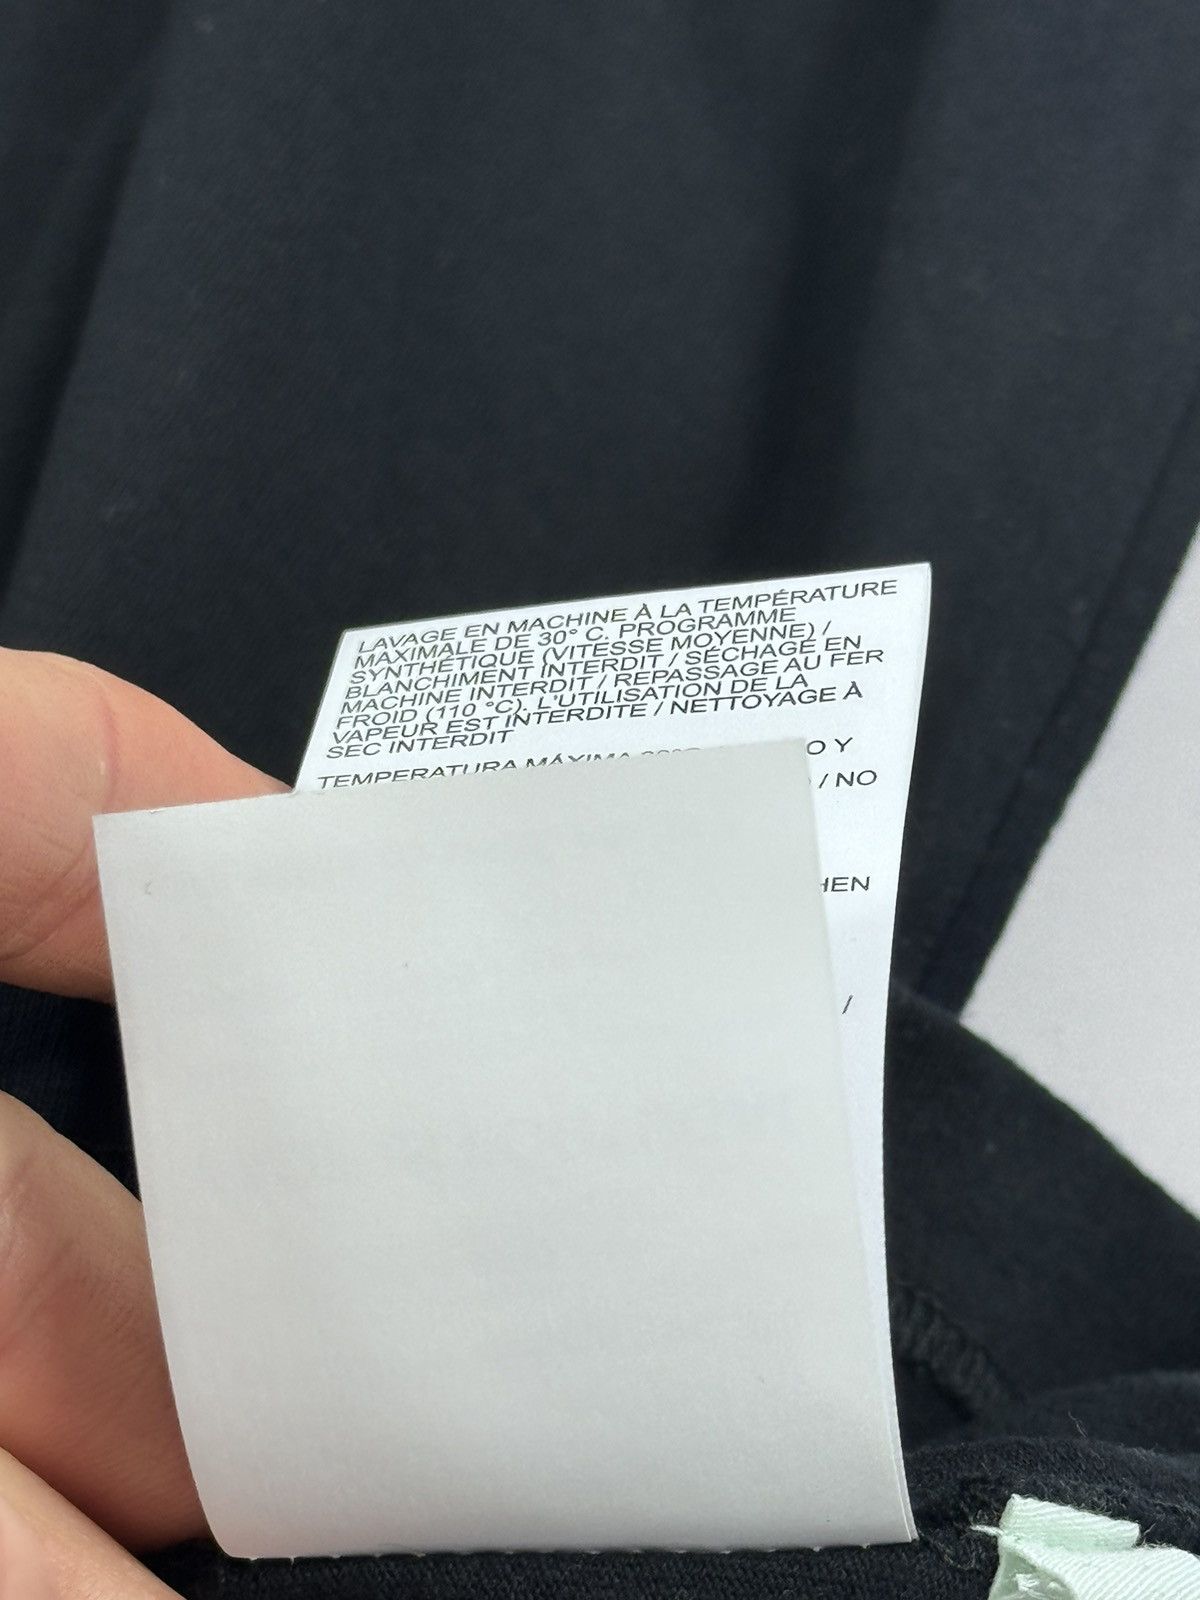 LAVAGE EN MACHINE À LA TEMPÉRATURE
MAXIMALE DE 30° C. PROGRAMME
SYNTHÉTIQUE (VITESSE MOYENNE) /
BLANCHIMENT INTERDIT / SÉCHAGE EN
MACHINE INTERDIT / REPASSAGE AU FER
FROID (110 °C). L'UTILISATION DE LA
VAPEUR EST INTERDITE / NETTOYAGE À
SEC INTERDIT
TEMPERATURA MÁXIMA Y
/ NO
/